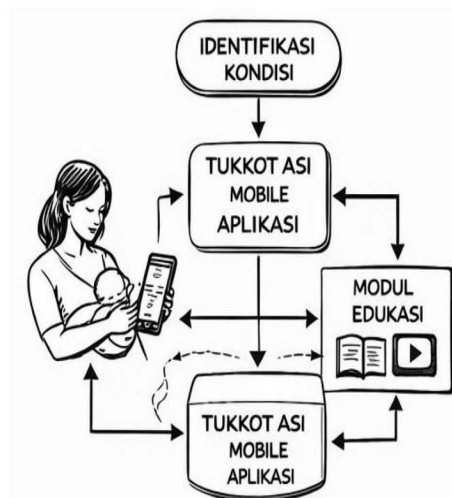 IDENTIFIKASI
KONDISI
TUKKOT ASI
MOBILE
APLIKASI
MODUL
EDUKASI
TUKKOT ASI
MOBILE
APLIKASI